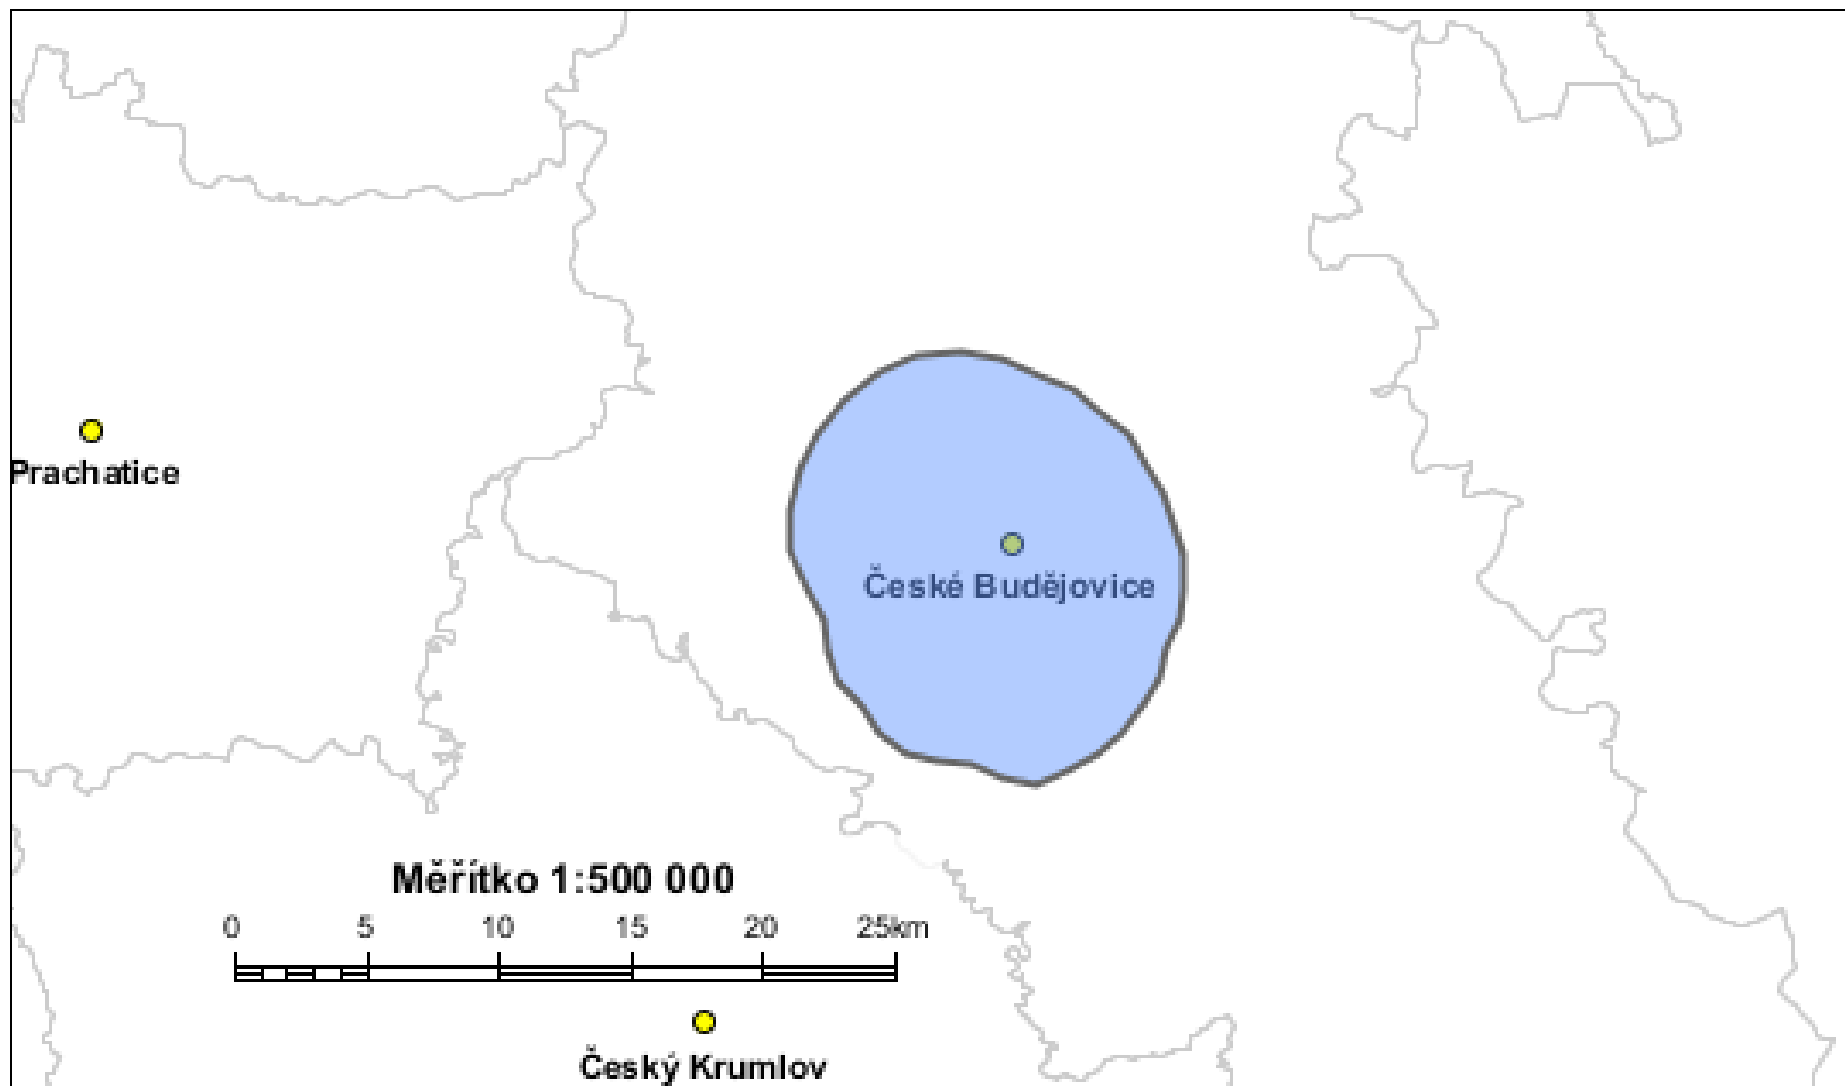 Prachatice
České Budějovice
Měřítko 1:500 000
0 5 10 15 20 25km
Český Krumlov